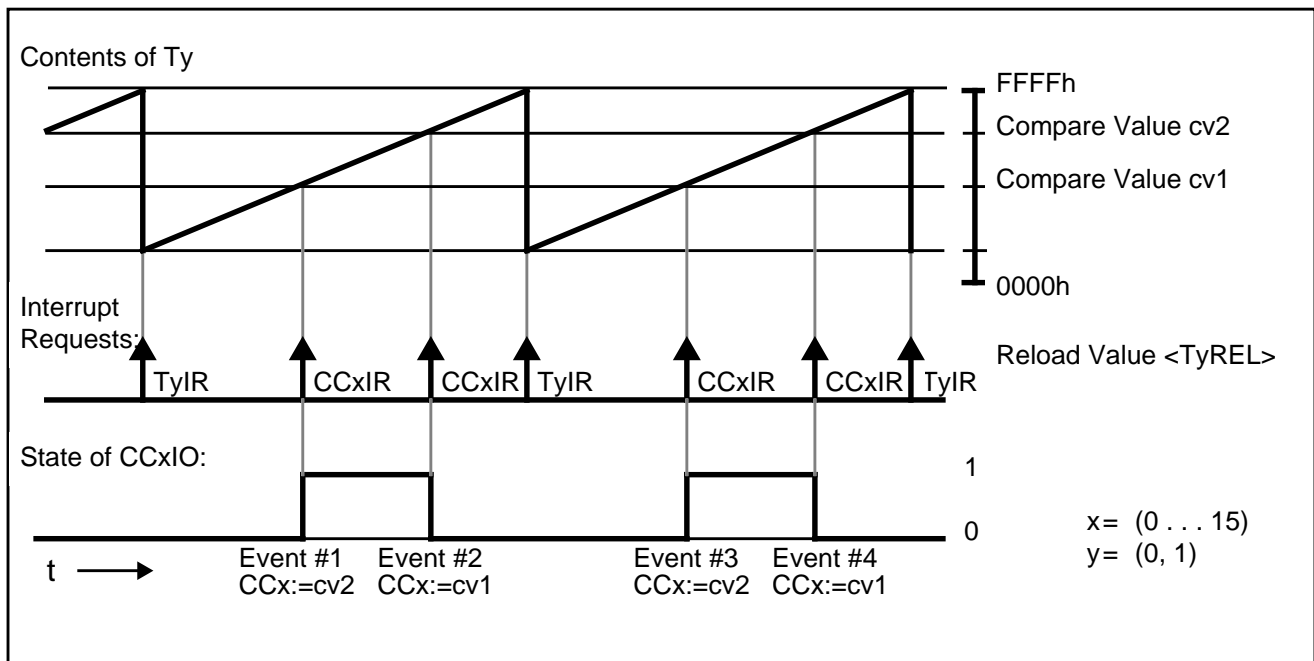 Contents of Ty
FFFFh
Compare Value cv2
Compare Value cv1
0000h
Interrupt
Requests:
Reload Value <TyREL>
TyIR
CCxIR
CCxIR
TyIR
CCxIR
CCxIR
TyIR
State of CCxIO:
1
0
x= (0 . . . 15)
y= (0, 1)
t
Event #1
CCx:=cv2
Event #2
CCx:=cv1
Event #3
CCx:=cv2
Event #4
CCx:=cv1